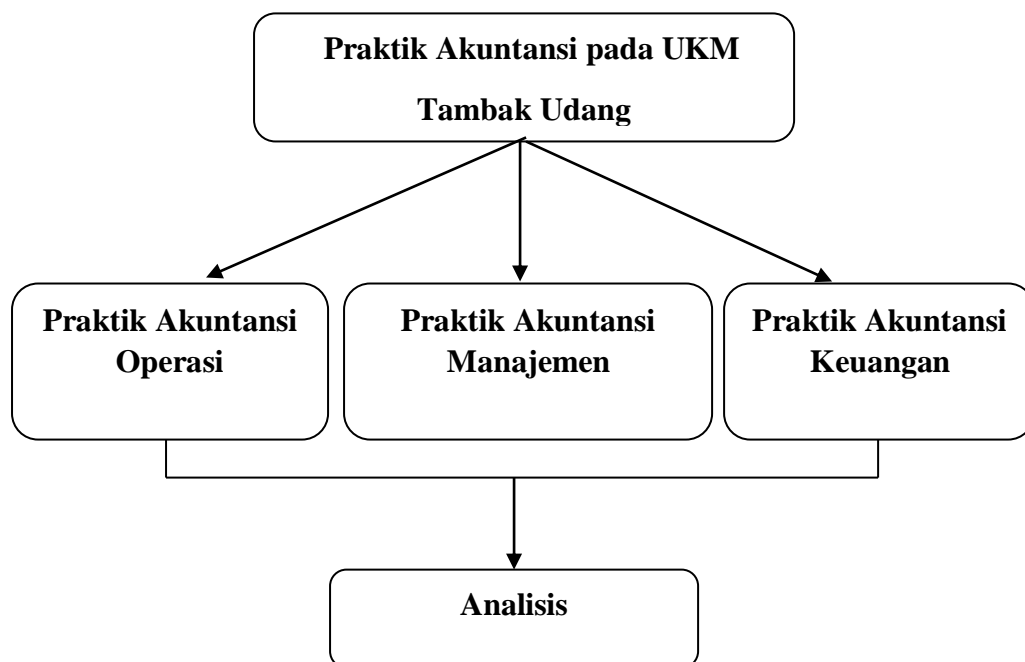 Praktik Akuntansi pada UKM
Tambak Udang
Praktik Akuntansi
Operasi
Praktik Akuntansi
Manajemen
Praktik Akuntansi
Keuangan
Analisis